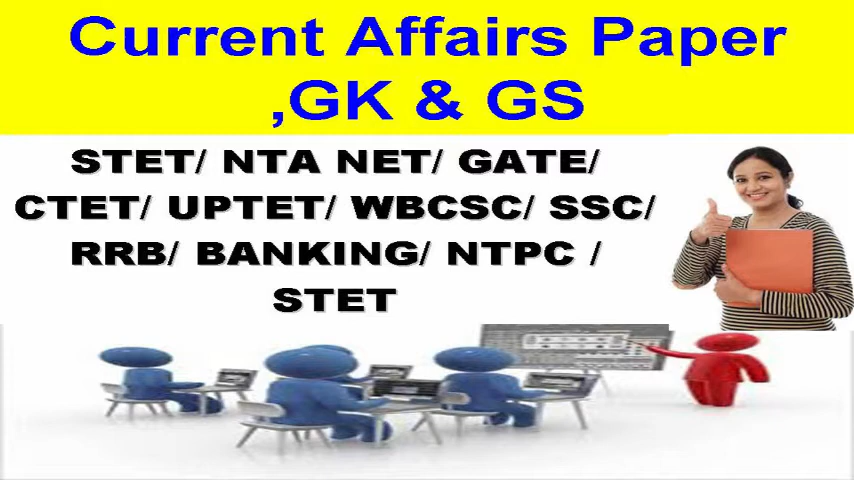 Current Affairs Paper
,GK & GS
STET/ NTA NET/ GATE/
CTET/ UPTET/ WBCSC/ SSC/
RRB/ BANKING/ NTPC /
STET